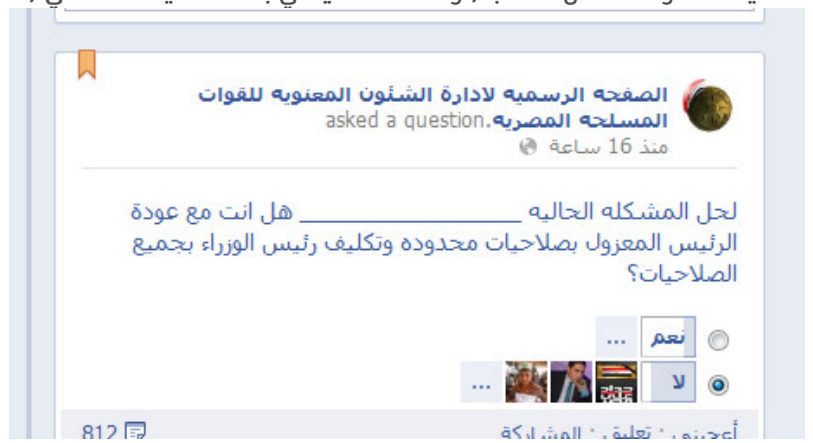 الصفحه الرسميه لادارة الشئون المعنويه للقوات
المسلحه المصريه.asked a question
منذ 16 ساعة
لحل المشكله الحاليه ____________________ هل انت مع عودة
الرئيس المعزول بصلاحيات محدوده وتكليف رئيس الوزراء بجميع
الصلاحيات؟
نعم ...
لا ...
أعجبني · تعليق · المشاركة 812